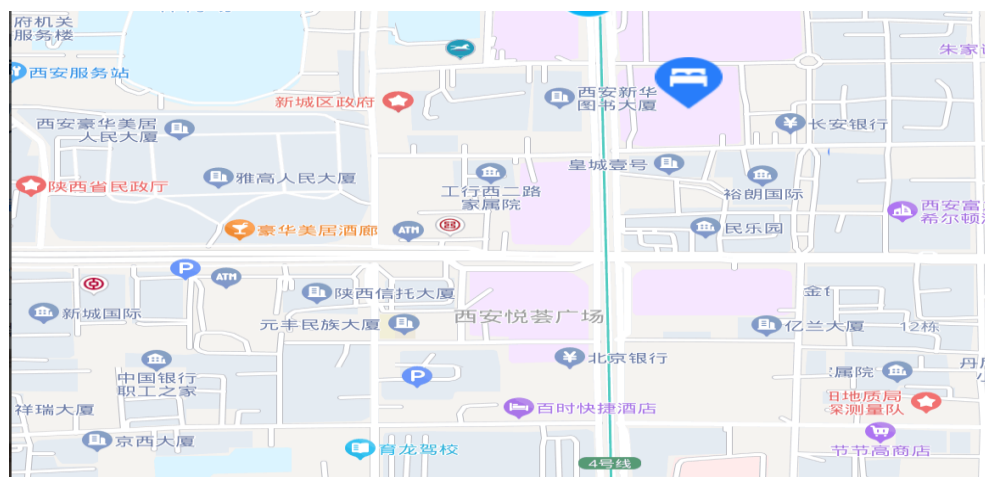 府机关
服务楼
朱家
西安服务站
西安新华
图书大厦
新城区政府
西安豪华美居
人民大厦
长安银行
皇城壹号
雅高人民大厦
陕西省民政厅
工行西二路
家属院
裕朗国际
西安富
希尔顿
民乐园
豪华美居酒廊
ATM
P
ATM
陕西信托大厦
新城国际
西安悦荟广场
元丰民族大厦
亿兰大厦
12栋
北京银行
中国银行
职工之家
P
属院
地质局
探测量队
祥瑞大厦
百时快捷酒店
京西大厦
育龙驾校
节节高商店
4号线